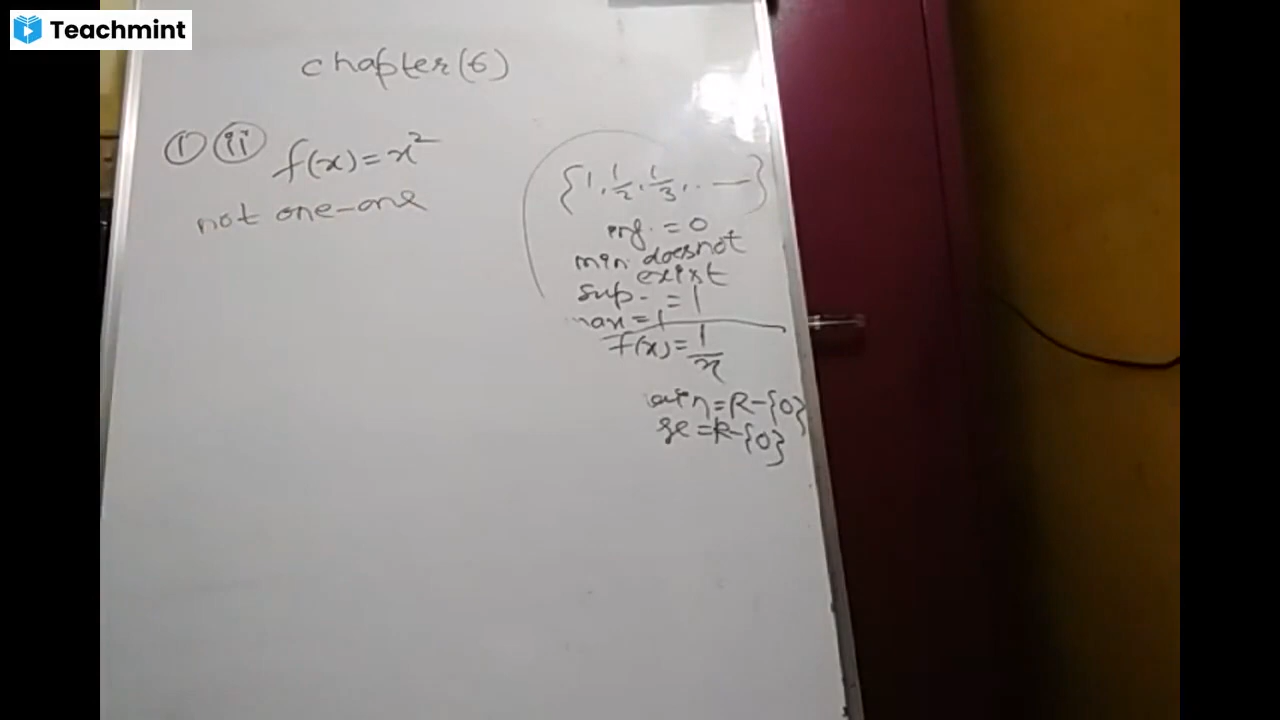 Teachmint
chapter(6)
① ⓘⓘ f(x)=x²
not one-one
{1, 1/2, 1/3, .. —}
inf. = 0
min. doesnot
exist
sup. = 1
max = 1
f(x) = 1/x
= R-{0}
= R-{0}